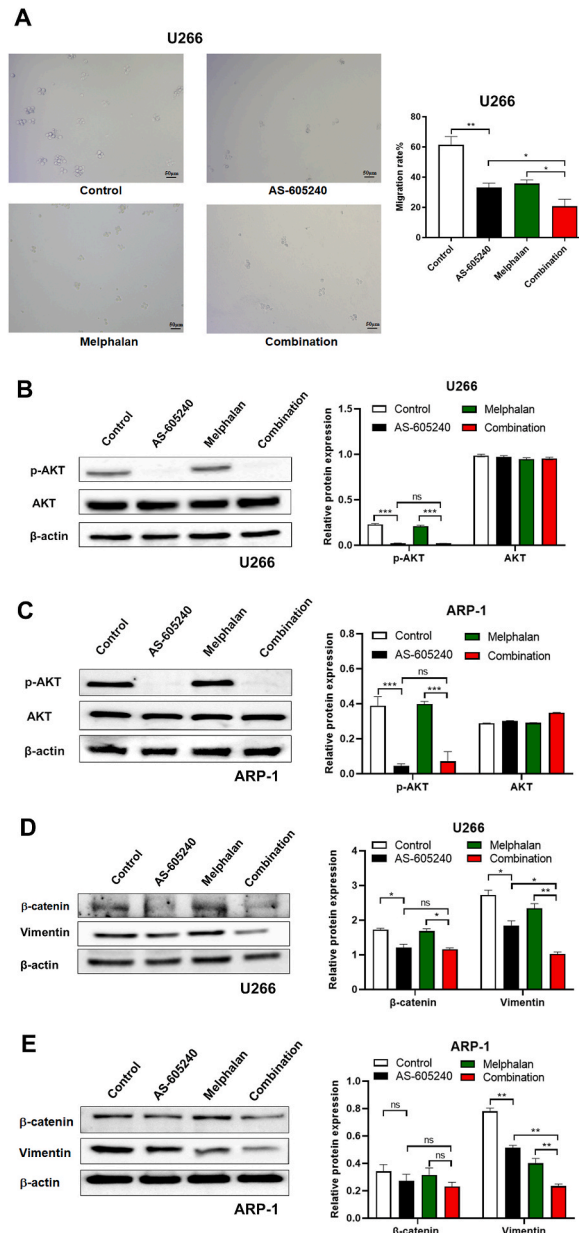 A
U266
50μm
50μm
Control
AS-605240
50μm
50μm
Melphalan
Combination
U266
Migration rate%
80
60
40
20
0
**
*
*
Control
AS-605240
Melphalan
Combination
B
Control
AS-605240
Melphalan
Combination
p-AKT
AKT
β-actin
U266
U266
Control
Melphalan
AS-605240
Combination
Relative protein expression
1.5
1.0
0.5
0.0
ns
***
***
p-AKT
AKT
C
Control
AS-605240
Melphalan
Combination
p-AKT
AKT
β-actin
ARP-1
ARP-1
Control
Melphalan
AS-605240
Combination
Relative protein expression
0.8
0.6
0.4
0.2
0.0
ns
***
***
p-AKT
AKT
D
Control
AS-605240
Melphalan
Combination
β-catenin
Vimentin
β-actin
U266
U266
Control
Melphalan
AS-605240
Combination
Relative protein expression
4
3
2
1
0
*
ns
*
*
*
**
β-catenin
Vimentin
E
Control
AS-605240
Melphalan
Combination
β-catenin
Vimentin
β-actin
ARP-1
ARP-1
Control
Melphalan
AS-605240
Combination
Relative protein expression
1.0
0.8
0.6
0.4
0.2
0.0
ns
ns
ns
**
**
**
β-catenin
Vimentin